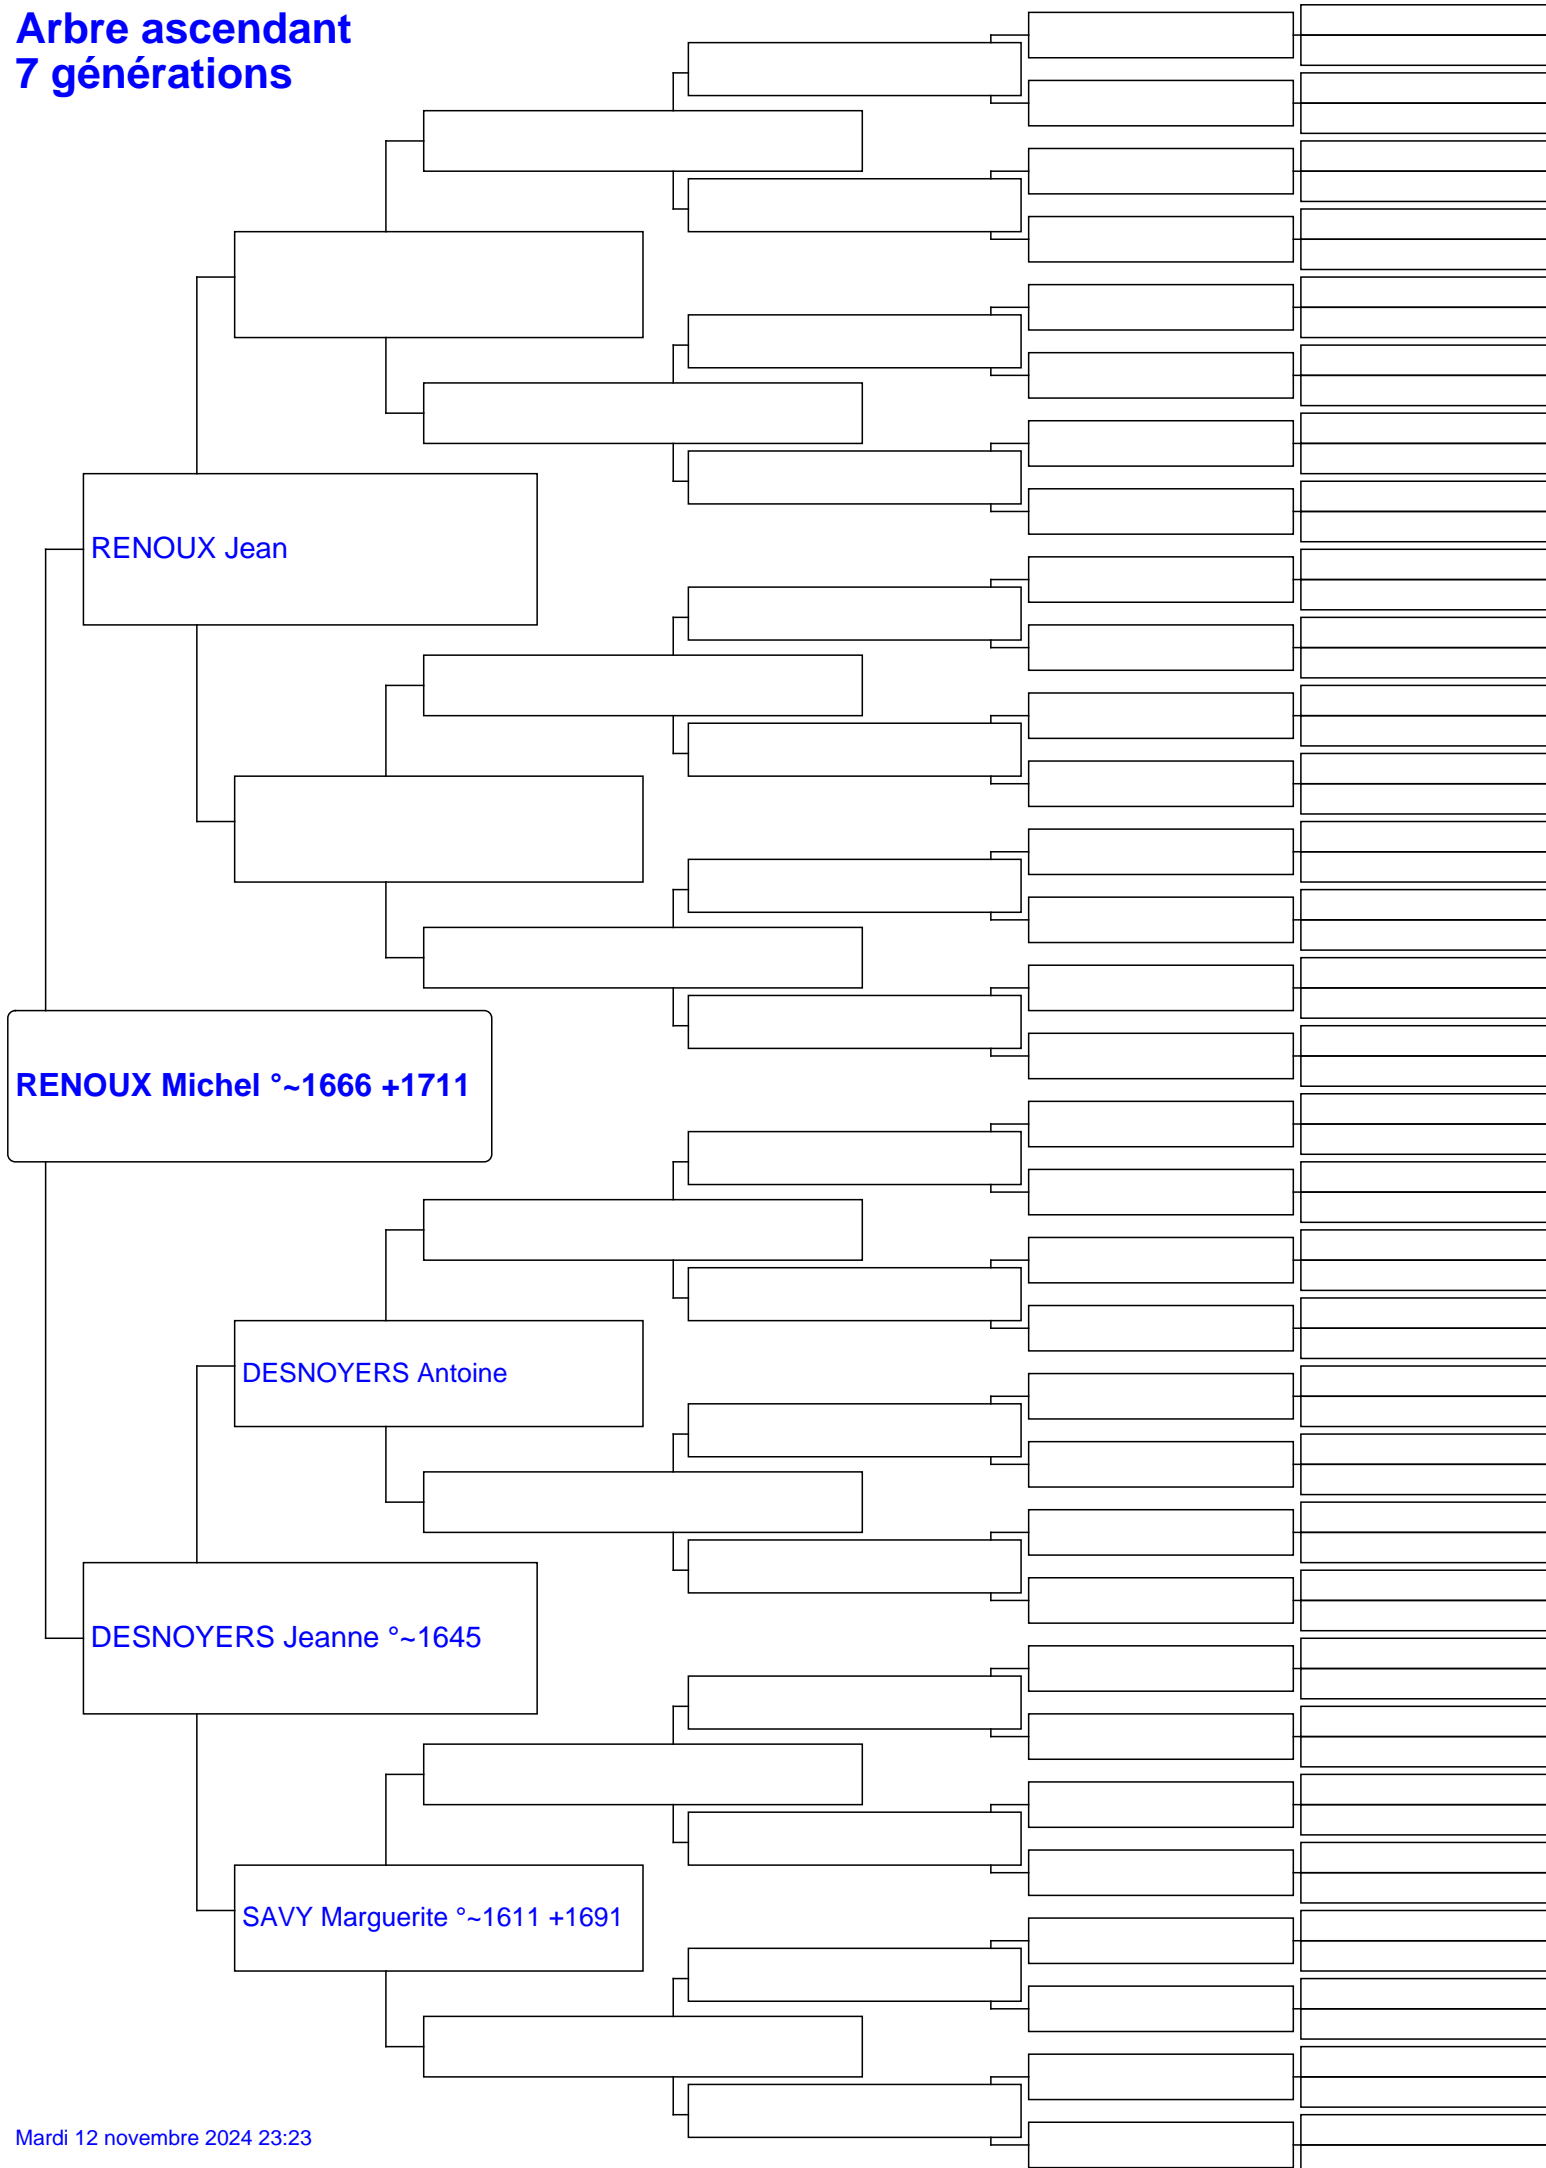 Arbre ascendant
7 générations
RENOUX Jean
RENOUX Michel °~1666 +1711
DESNOYERS Antoine
DESNOYERS Jeanne °~1645
SAVY Marguerite °~1611 +1691
Mardi 12 novembre 2024 23:23